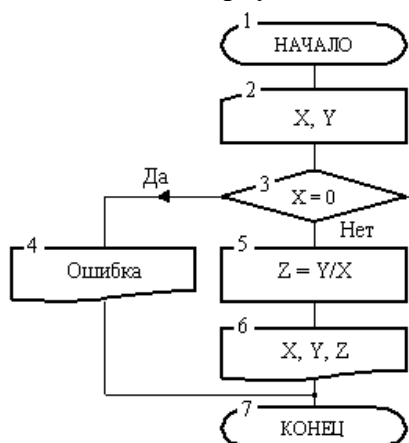 1
НАЧАЛО
2
X, Y
3
X = 0
Да
Нет
4
Ошибка
5
Z = Y/X
6
X, Y, Z
7
КОНЕЦ